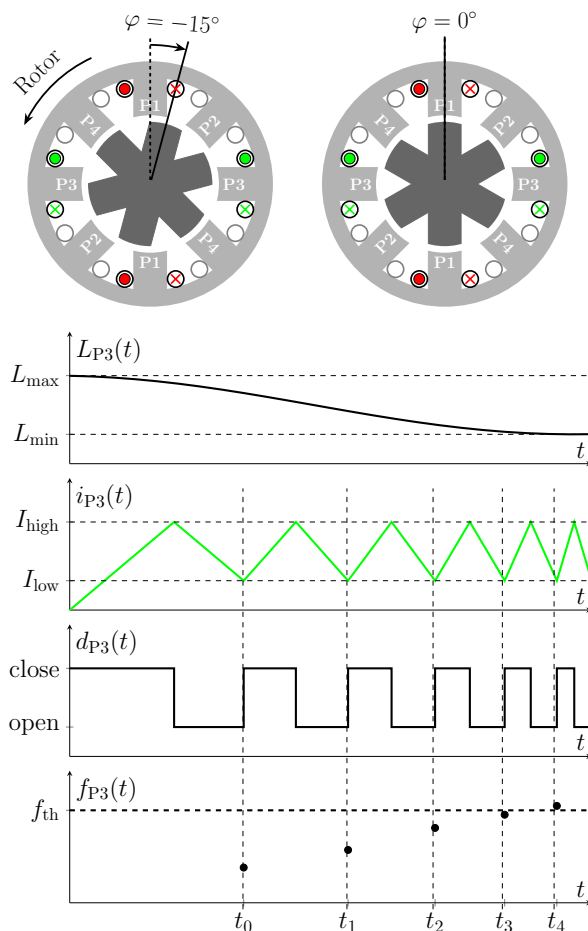 φ = −15°
φ = 0°
Rotor
P1
P2
P3
P4
P1
P2
P3
P4
P1
P2
P3
P4
P1
P2
P3
P4
L_P3(t)
L_max
L_min
t
i_P3(t)
I_high
I_low
t
d_P3(t)
close
open
t
f_P3(t)
f_th
t
t_0 t_1 t_2 t_3 t_4